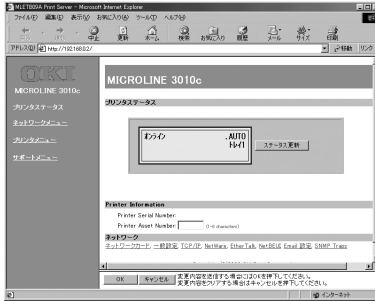 MLETB09A Print Server - Microsoft Internet Explorer
ファイル(F) 編集(E) 表示(V) お気に入り(A) ツール(T) ヘルプ(H)
中止 更新 ホーム 検索 お気に入り 履歴 メール サイズ 印刷
アドレス(D) http://192.168.0.2/ 移動 リンク
OKI
MICROLINE 3010c
MICROLINE 3010c
プリンタステータス
ネットワークメニュー
プリンタメニュー
サポートメニュー
プリンタステータス
オンライン .AUTO
トレイ1
ステータス更新
Printer Information
Printer Serial Number:
Printer Asset Number: (1-8 characters)
ネットワーク
ネットワークカード, 一般設定, TCP/IP, NetWare, EtherTalk, NetBEUI, Email 設定, SNMP Traps
OK キャンセル 変更内容を送信する場合にはOKを押下してください。
変更内容をクリアする場合はキャンセルを押下してください。
インターネット